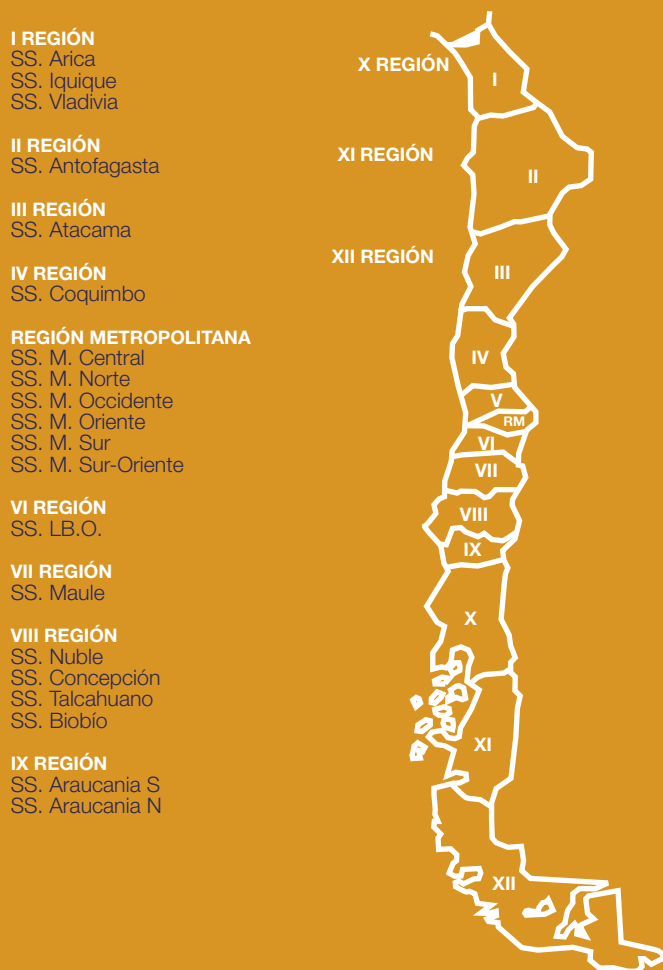 I REGIÓN
SS. Arica
SS. Iquique
SS. Vladivia
II REGIÓN
SS. Antofagasta
III REGIÓN
SS. Atacama
IV REGIÓN
SS. Coquimbo
REGIÓN METROPOLITANA
SS. M. Central
SS. M. Norte
SS. M. Occidente
SS. M. Oriente
SS. M. Sur
SS. M. Sur-Oriente
VI REGIÓN
SS. LB.O.
VII REGIÓN
SS. Maule
VIII REGIÓN
SS. Nuble
SS. Concepción
SS. Talcahuano
SS. Biobío
IX REGIÓN
SS. Araucania S
SS. Araucania N
X REGIÓN
XI REGIÓN
XII REGIÓN
I
II
III
IV
V
RM
VI
VII
VIII
IX
X
XI
XII